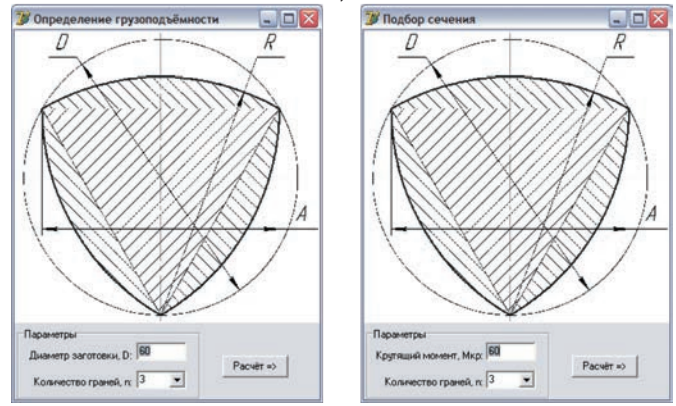 Определение грузоподъёмности
D
R
A
Параметры
Диаметр заготовки, D: 60
Количество граней, n: 3
Расчёт =>
Подбор сечения
D
R
A
Параметры
Крутящий момент, Мкр: 60
Количество граней, n: 3
Расчёт =>